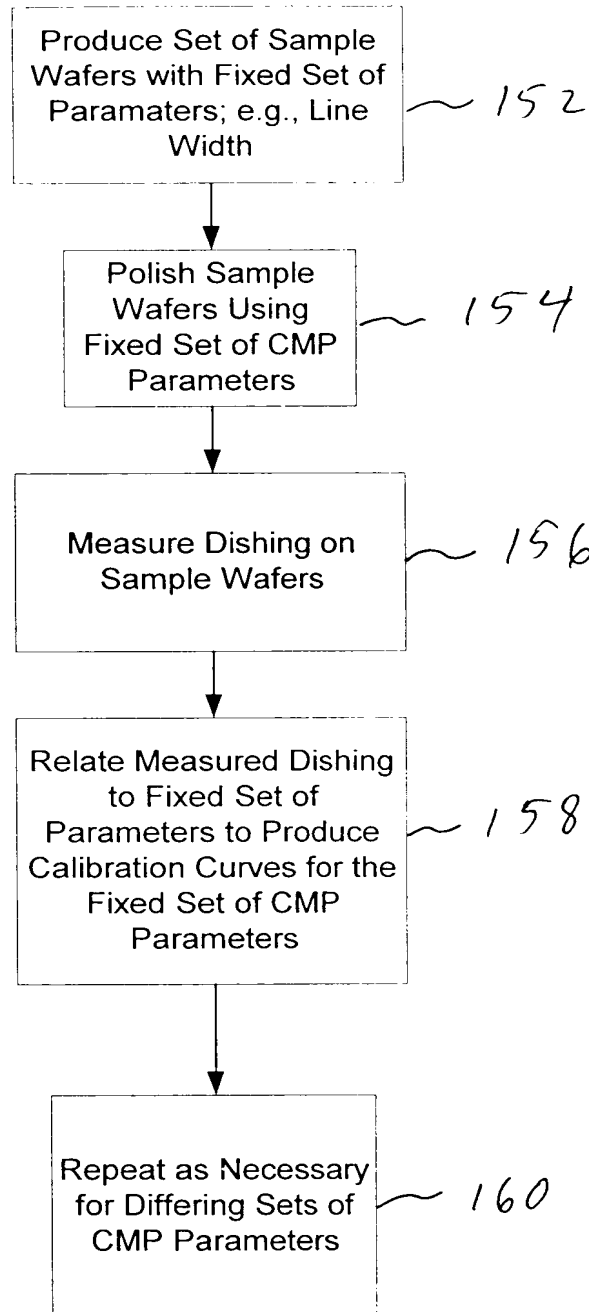 Produce Set of Sample
Wafers with Fixed Set of
Paramaters; e.g., Line
Width
152
Polish Sample
Wafers Using
Fixed Set of CMP
Parameters
154
Measure Dishing on
Sample Wafers
156
Relate Measured Dishing
to Fixed Set of
Parameters to Produce
Calibration Curves for the
Fixed Set of CMP
Parameters
158
Repeat as Necessary
for Differing Sets of
CMP Parameters
160